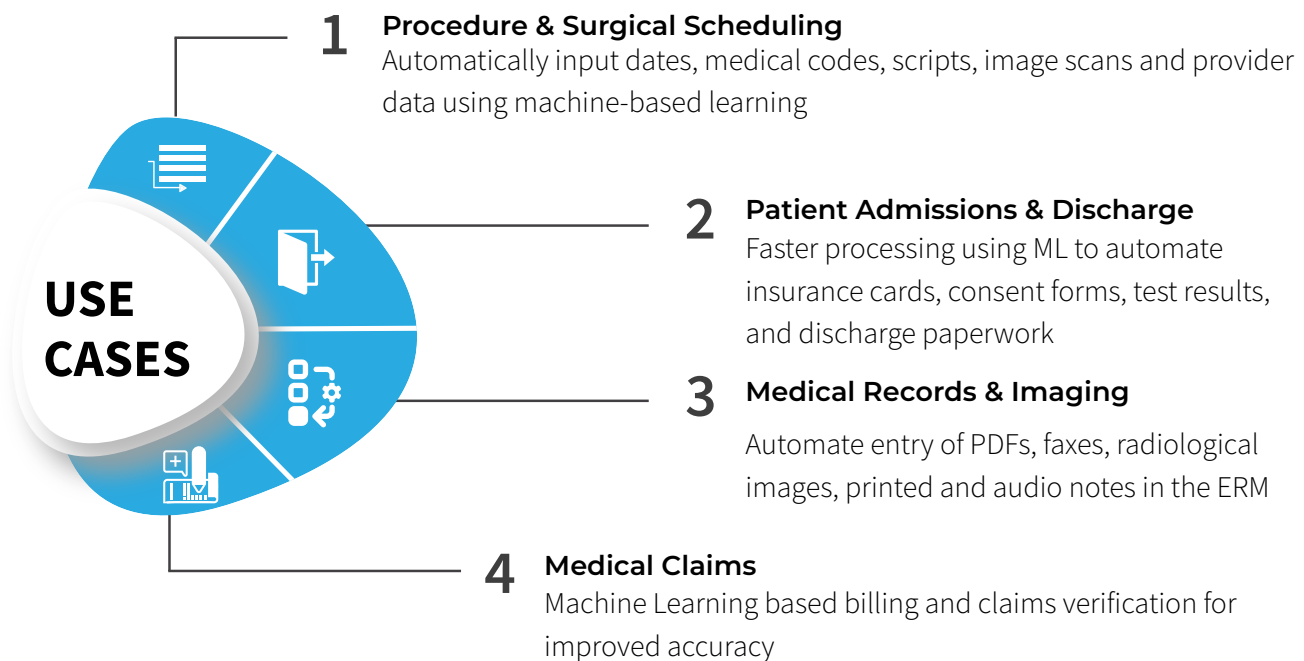 1
Procedure & Surgical Scheduling
Automatically input dates, medical codes, scripts, image scans and provider
data using machine-based learning
USE
CASES
2
Patient Admissions & Discharge
Faster processing using ML to automate
insurance cards, consent forms, test results,
and discharge paperwork
3
Medical Records & Imaging
Automate entry of PDFs, faxes, radiological
images, printed and audio notes in the ERM
4
Medical Claims
Machine Learning based billing and claims verification for
improved accuracy